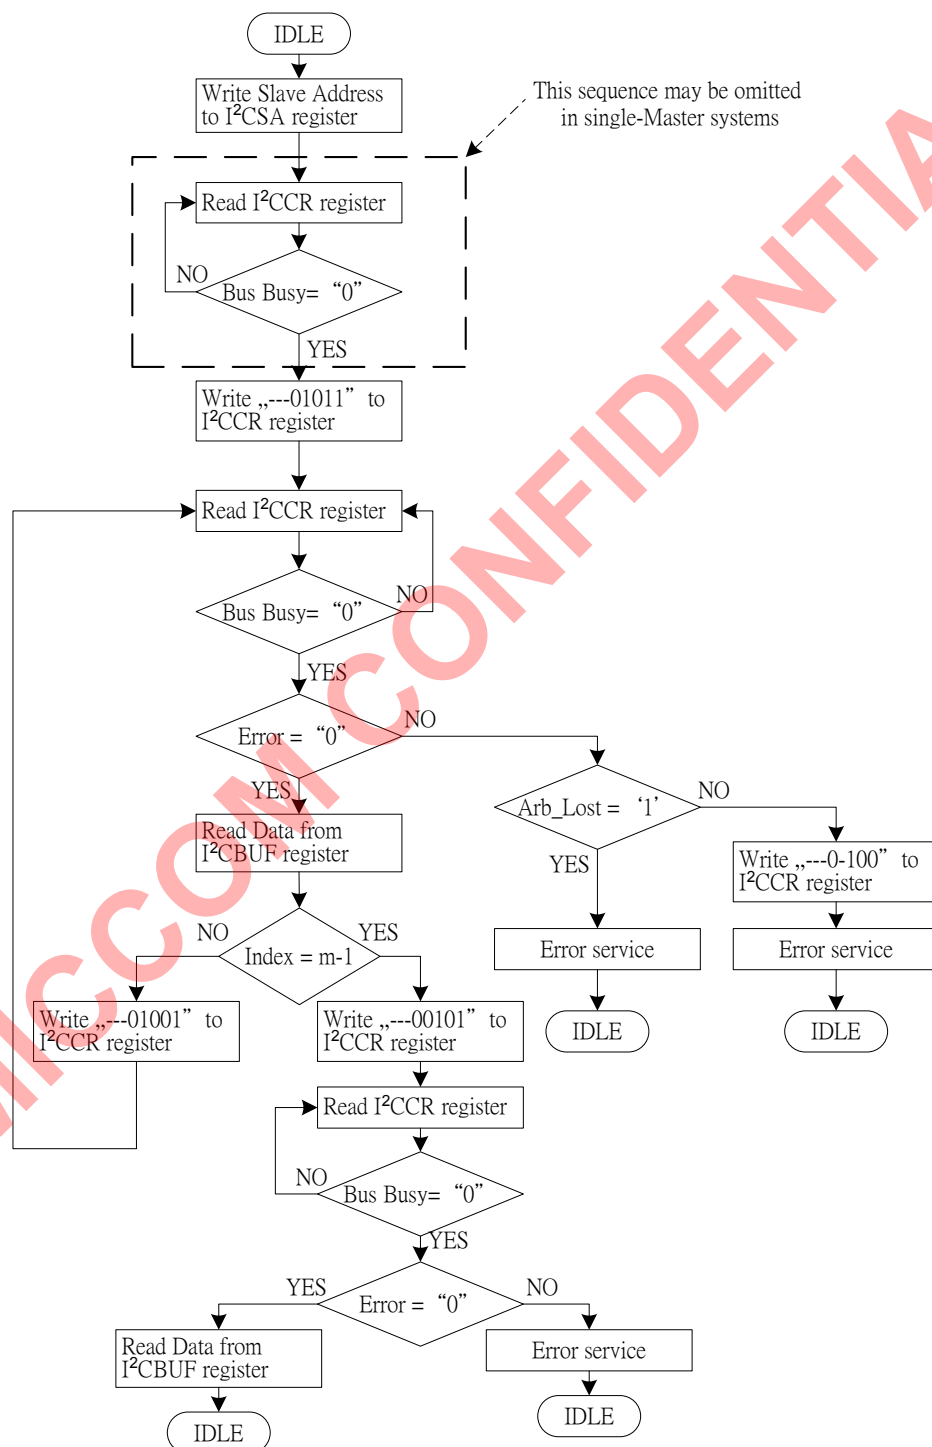 IDLE
Write Slave Address
to I²CSA register
This sequence may be omitted
in single-Master systems
Read I²CCR register
NO
Bus Busy= “0”
YES
Write „---01011” to
I²CCR register
Read I²CCR register
Bus Busy= “0”
NO
YES
Error = “0”
NO
YES
Arb_Lost = ‘1’
NO
YES
Read Data from
I²CBUF register
Write „---0-100” to
I²CCR register
NO
YES
Index = m-1
Error service
Error service
Write „---01001” to
I²CCR register
Write „---00101” to
I²CCR register
IDLE
IDLE
Read I²CCR register
NO
Bus Busy= “0”
YES
YES
Error = “0”
NO
Read Data from
I²CBUF register
Error service
IDLE
IDLE
MICCOM CONFIDENTIA